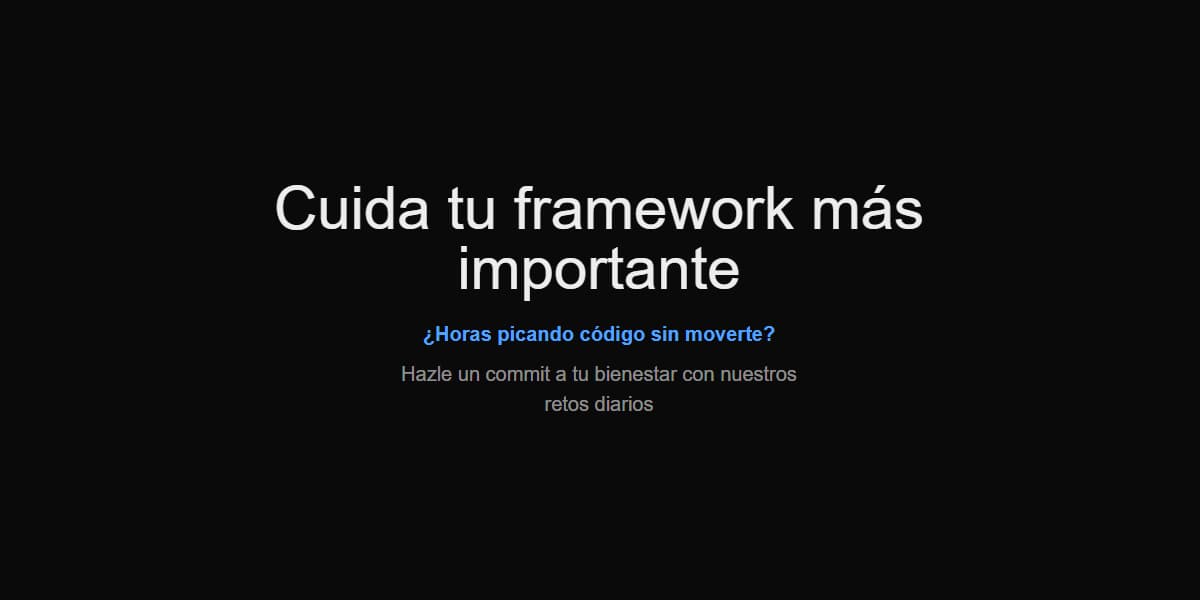 Cuida tu framework más
importante
¿Horas picando código sin moverte?
Hazle un commit a tu bienestar con nuestros
retos diarios